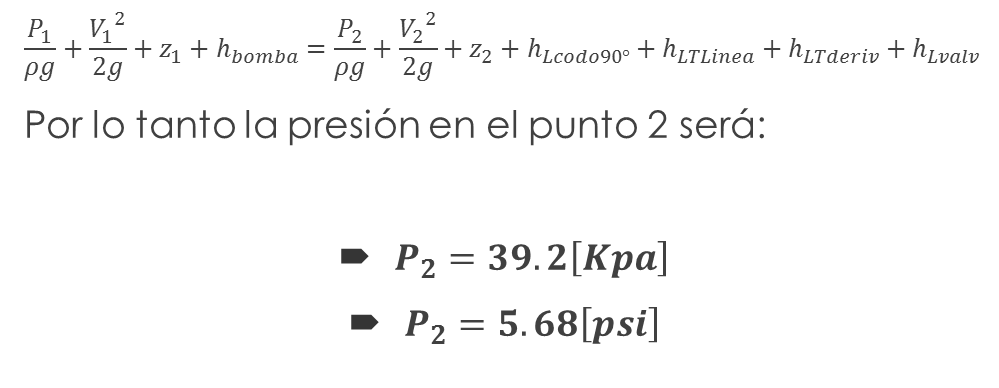 P₁/ρg + V₁²/2g + z₁ + h_bomba = P₂/ρg + V₂²/2g + z₂ + h_Lcodo90° + h_LTLinea + h_LTderiv + h_Lvalv
Por lo tanto la presión en el punto 2 será:
P₂ = 39.2[Kpa]
P₂ = 5.68[psi]